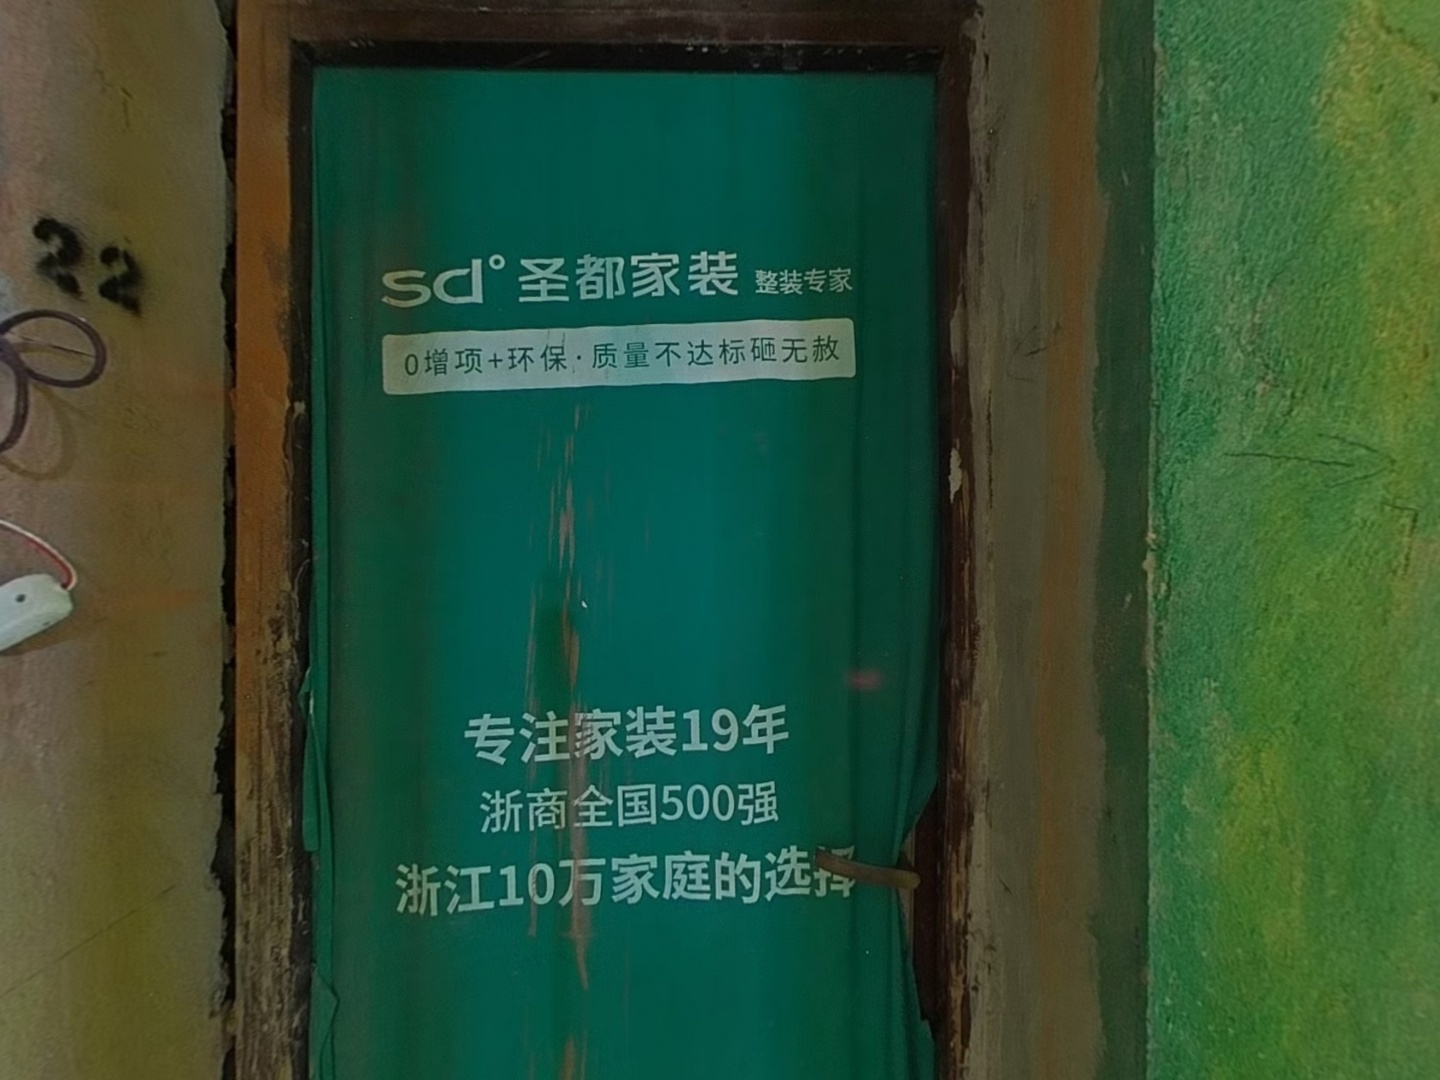 22
sd°圣都家装 整装专家
0增项+环保·质量不达标砸无赦
专注家装19年
浙商全国500强
浙江10万家庭的选择